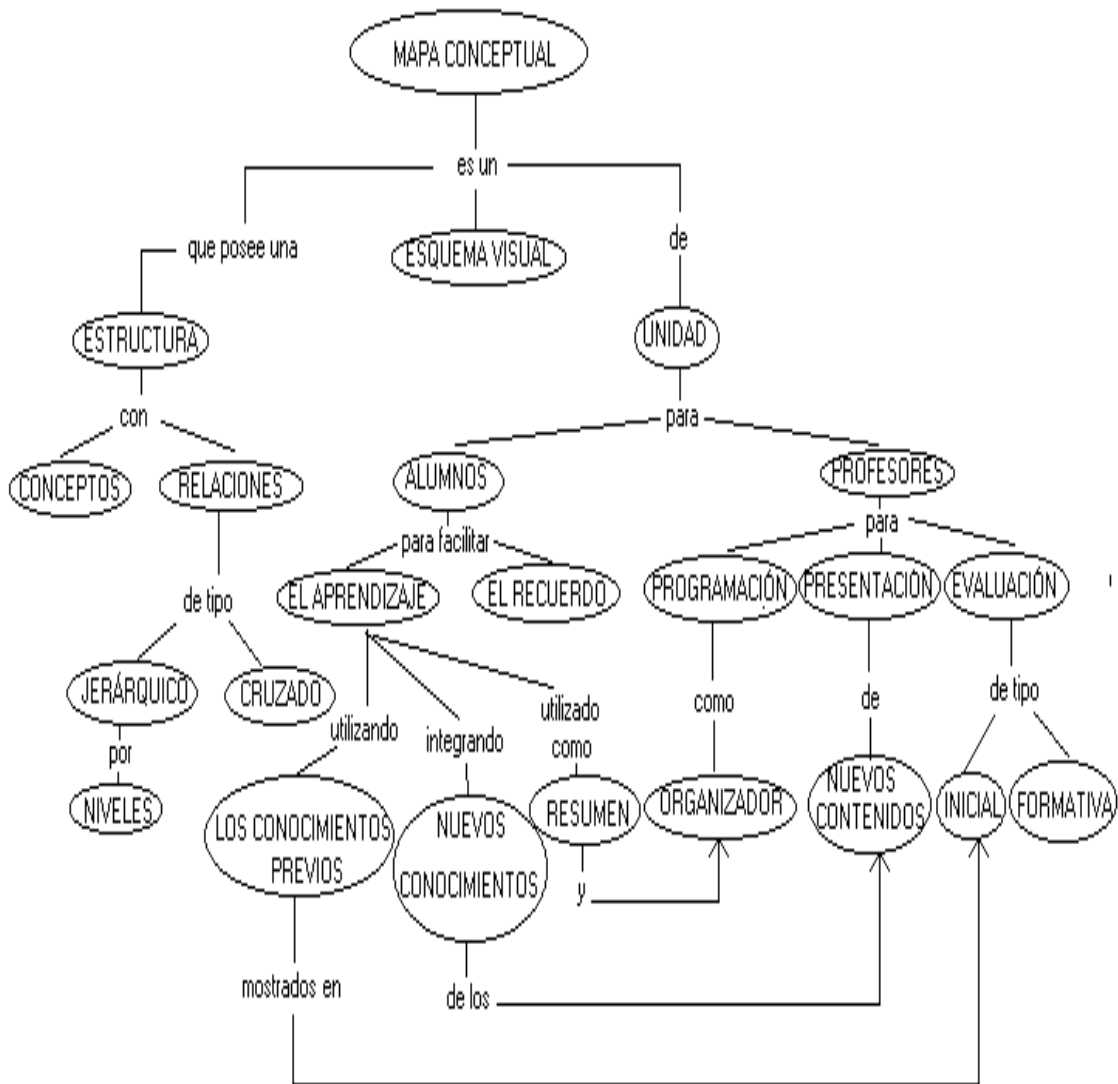 MAPA CONCEPTUAL
es un
que posee una
ESQUEMA VISUAL
de
ESTRUCTURA
UNIDAD
con
para
CONCEPTOS
RELACIONES
ALUMNOS
PROFESORES
para facilitar
para
EL APRENDIZAJE
EL RECUERDO
PROGRAMACIÓN
PRESENTACIÓN
EVALUACIÓN
de tipo
JERÁRQUICO
CRUZADO
utilizando
integrando
utilizado
como
como
de
de tipo
por
NIVELES
LOS CONOCIMIENTOS
PREVIOS
NUEVOS
CONOCIMIENTOS
RESUMEN
ORGANIZADOR
NUEVOS
CONTENIDOS
INICIAL
FORMATIVA
y
mostrados en
de los